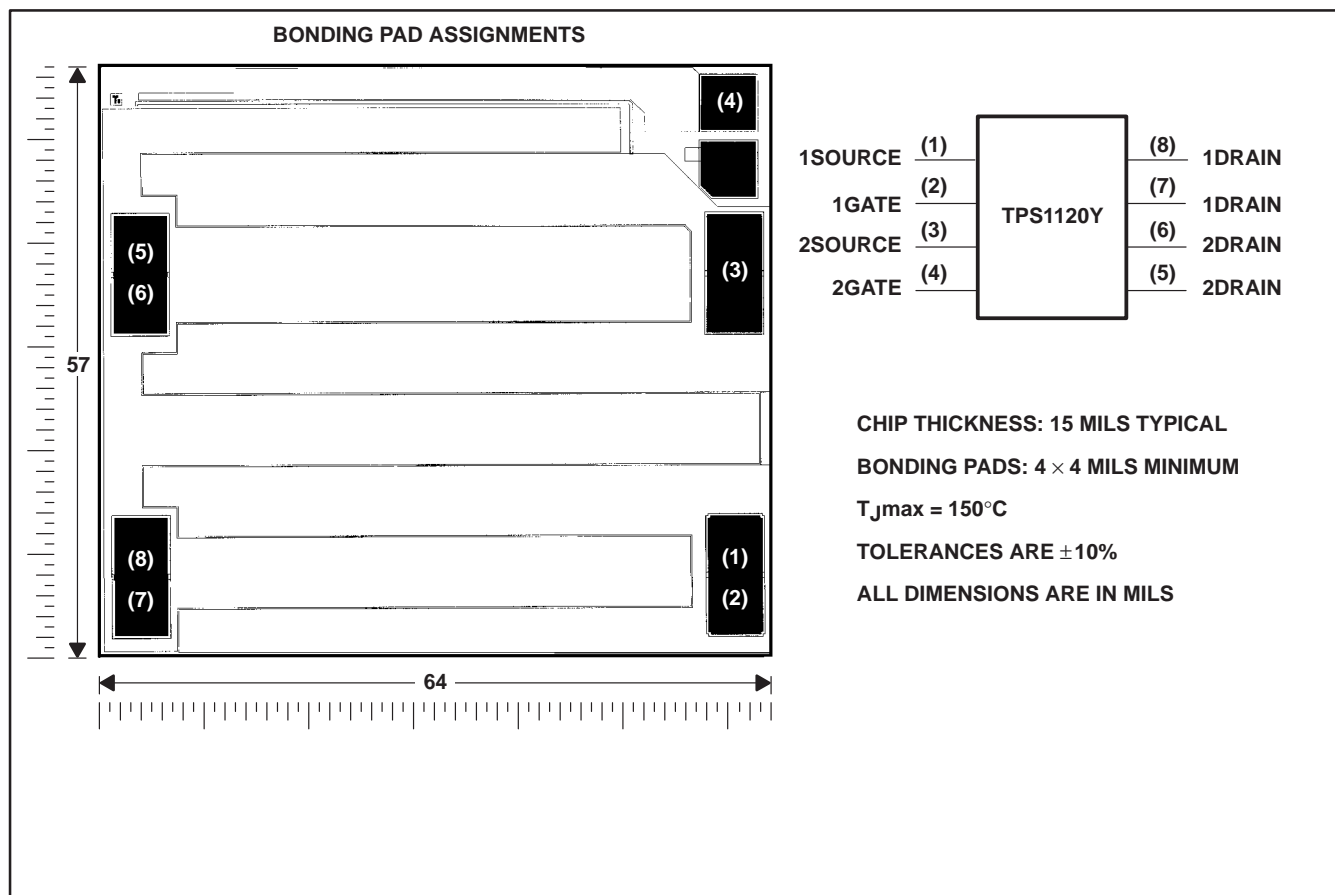 BONDING PAD ASSIGNMENTS
(4)
(5)
(6)
(3)
57
(8)
(7)
(1)
(2)
64
1SOURCE (1)
1GATE (2)
2SOURCE (3)
2GATE (4)
TPS1120Y
(8) 1DRAIN
(7) 1DRAIN
(6) 2DRAIN
(5) 2DRAIN
CHIP THICKNESS: 15 MILS TYPICAL
BONDING PADS: 4 × 4 MILS MINIMUM
TJmax = 150°C
TOLERANCES ARE ±10%
ALL DIMENSIONS ARE IN MILS